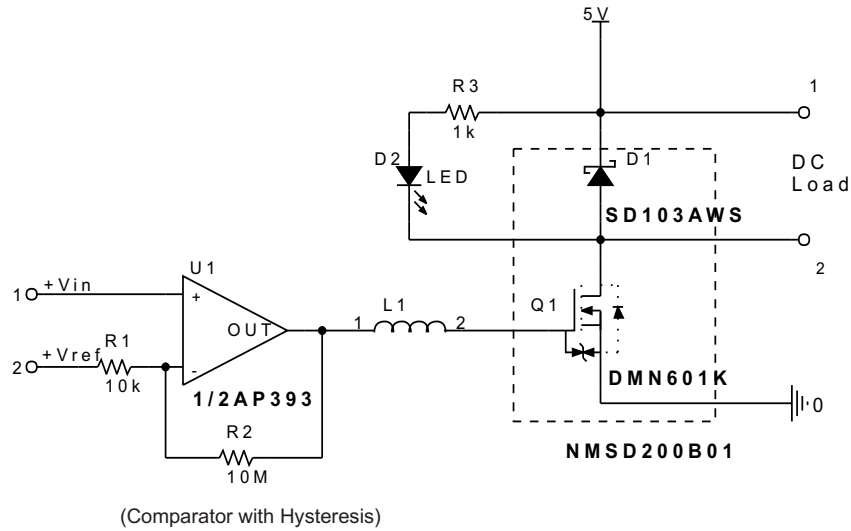 5V
R3
1k
1
D2
LED
D1
DC
Load
SD103AWS
2
U1
1
+Vin
+
OUT
L1
1
2
Q1
2
+Vref
R1
10k
-
1/2AP393
DMN601K
0
R2
10M
NMSD200B01
(Comparator with Hysteresis)